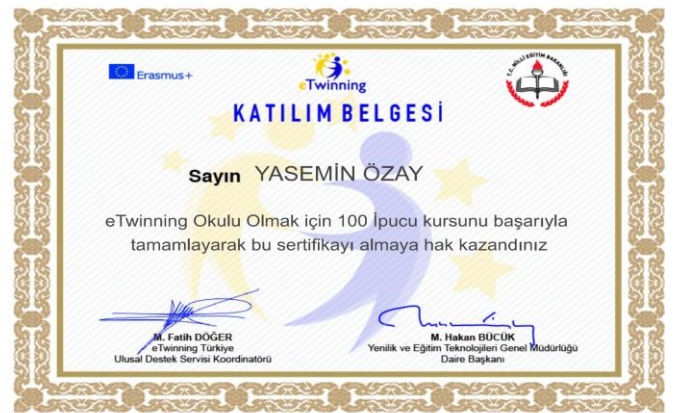 Erasmus+
eTwinning
T.C. MİLLİ EĞİTİM BAKANLIĞI
KATILIM BELGESİ
Sayın YASEMİN ÖZAY
eTwinning Okulu Olmak için 100 İpucu kursunu başarıyla
tamamlayarak bu sertifikayı almaya hak kazandınız
M. Fatih DÖĞER
eTwinning Türkiye
Ulusal Destek Servisi Koordinatörü
M. Hakan BÜCÜK
Yenilik ve Eğitim Teknolojileri Genel Müdürlüğü
Daire Başkanı